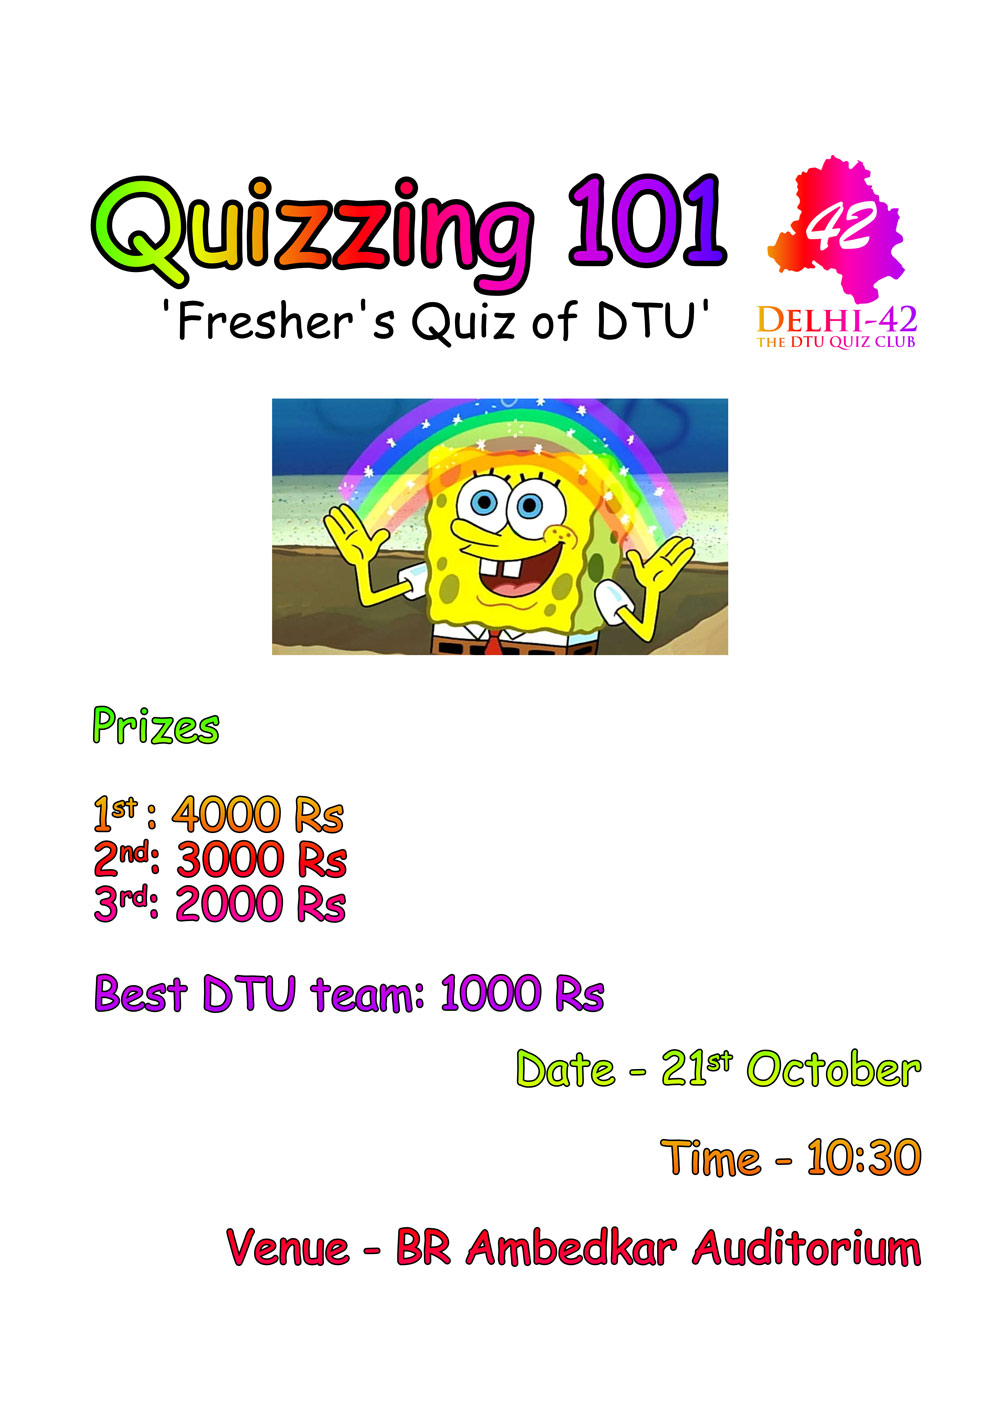 Quizzing 101
'Fresher's Quiz of DTU'
42
DELHI-42
THE DTU QUIZ CLUB
Prizes
1st : 4000 Rs
2nd: 3000 Rs
3rd: 2000 Rs
Best DTU team: 1000 Rs
Date - 21st October
Time - 10:30
Venue - BR Ambedkar Auditorium